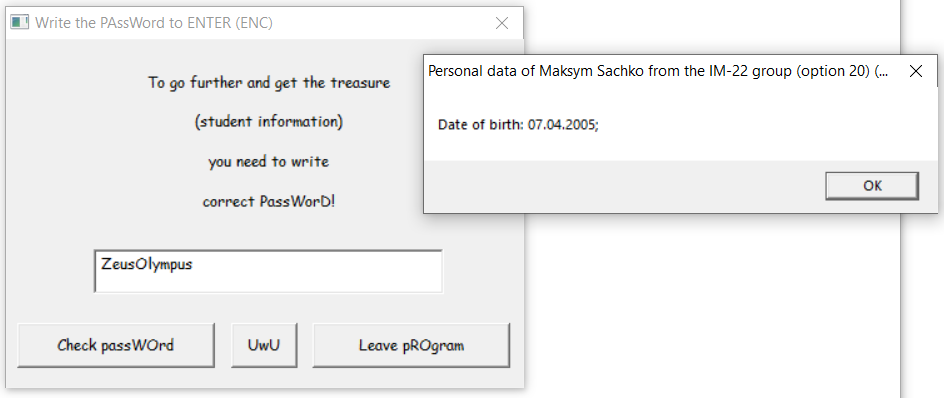 Write the PAssWord to ENTER (ENC)
To go further and get the treasure
(student information)
you need to write
correct PassWorD!
ZeusOlympus
Check passWOrd
UwU
Leave pROgram
Personal data of Maksym Sachko from the IM-22 group (option 20) (...
Date of birth: 07.04.2005;
OK